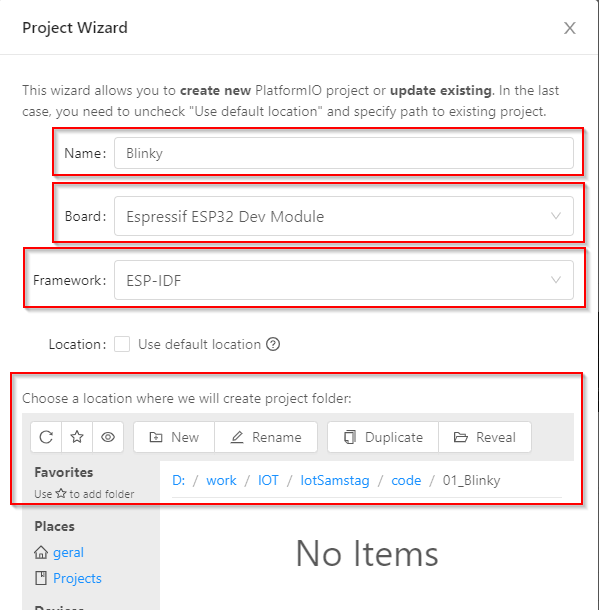 Project Wizard
This wizard allows you to create new PlatformIO project or update existing. In the last
case, you need to uncheck "Use default location" and specify path to existing project.
Name: Blinky
Board: Espressif ESP32 Dev Module
Framework: ESP-IDF
Location: Use default location
Choose a location where we will create project folder:
New Rename Duplicate Reveal
Favorites
Use to add folder
D: / work / IOT / IotSamstag / code / 01_Blinky
Places
geral
Projects
No Items
Devices